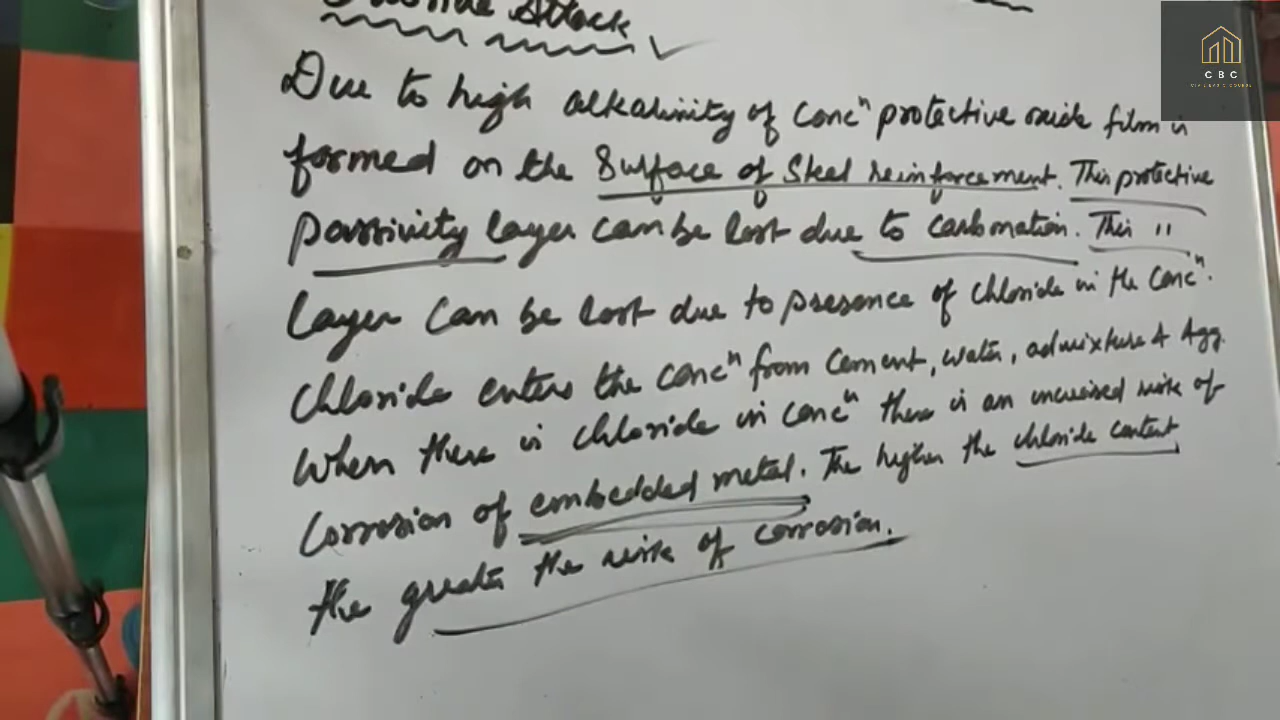 Chloride Attack
Due to high alkalinity of concⁿ protective oxide film is
formed on the surface of steel reinforcement. This protective
passivity layer can be lost due to carbonation. This "
layer can be lost due to presence of chloride in the concⁿ.
Chloride enters the concⁿ from cement, water, admixture & Agg.
When there is chloride in concⁿ there is an increased risk of
corrosion of embedded metal. The higher the chloride content
the greater the risk of corrosion.
CBC